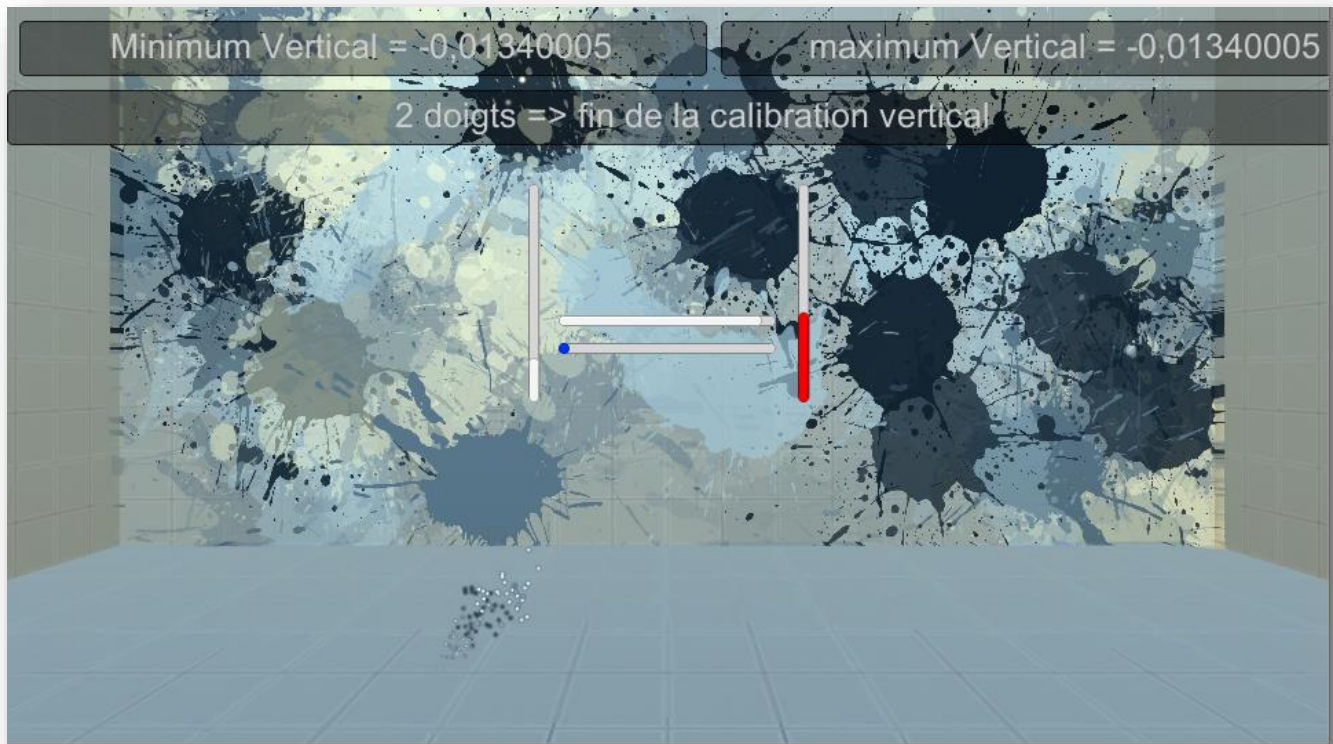 Minimum Vertical = -0,01340005
maximum Vertical = -0,01340005
2 doigts => fin de la calibration vertical